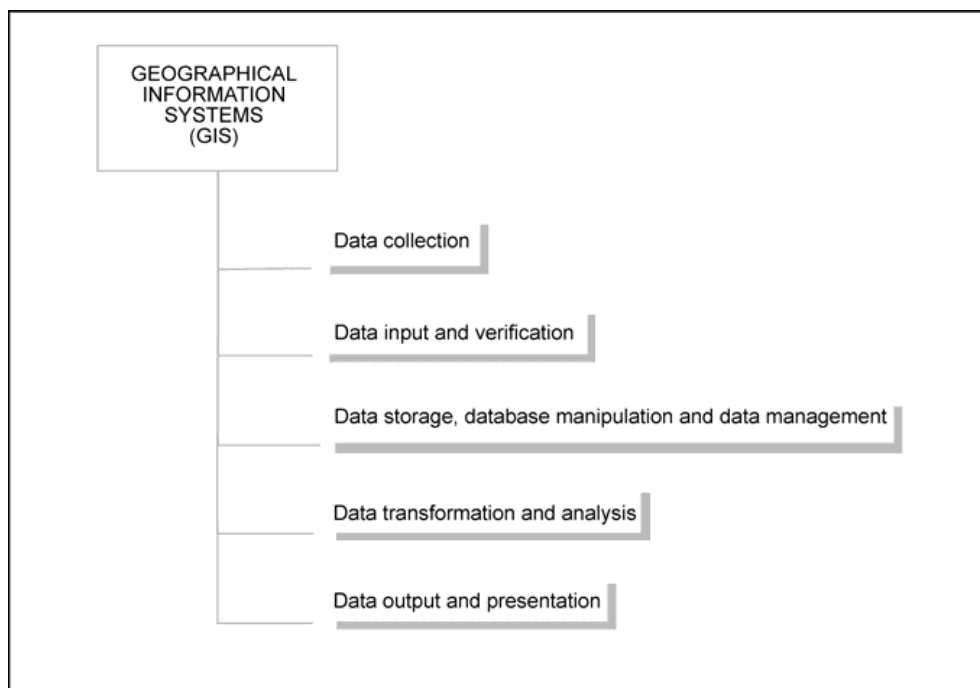 GEOGRAPHICAL
INFORMATION
SYSTEMS
(GIS)
Data collection
Data input and verification
Data storage, database manipulation and data management
Data transformation and analysis
Data output and presentation